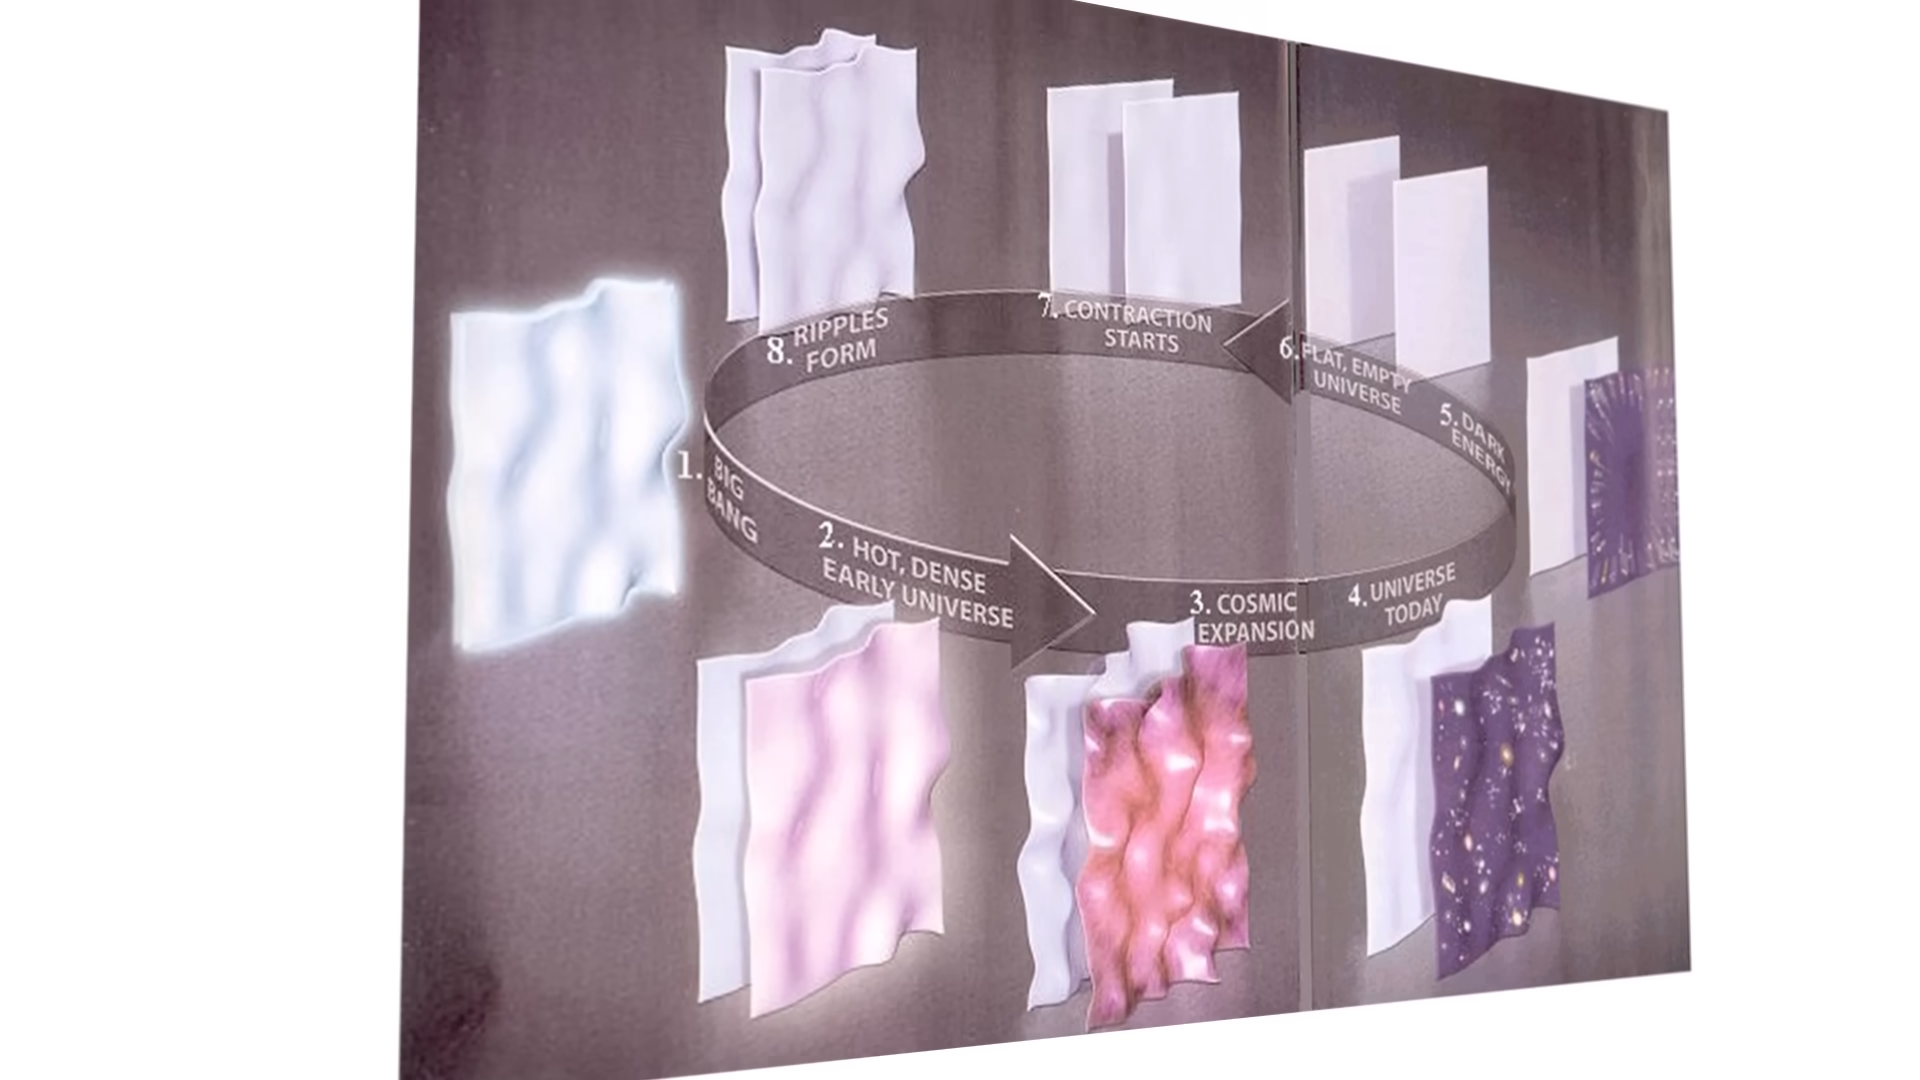 1. BIG
BANG
2. HOT, DENSE
EARLY UNIVERSE
3. COSMIC
EXPANSION
4. UNIVERSE
TODAY
5. DARK
ENERGY
6. FLAT, EMPTY
UNIVERSE
7. CONTRACTION
STARTS
8. RIPPLES
FORM